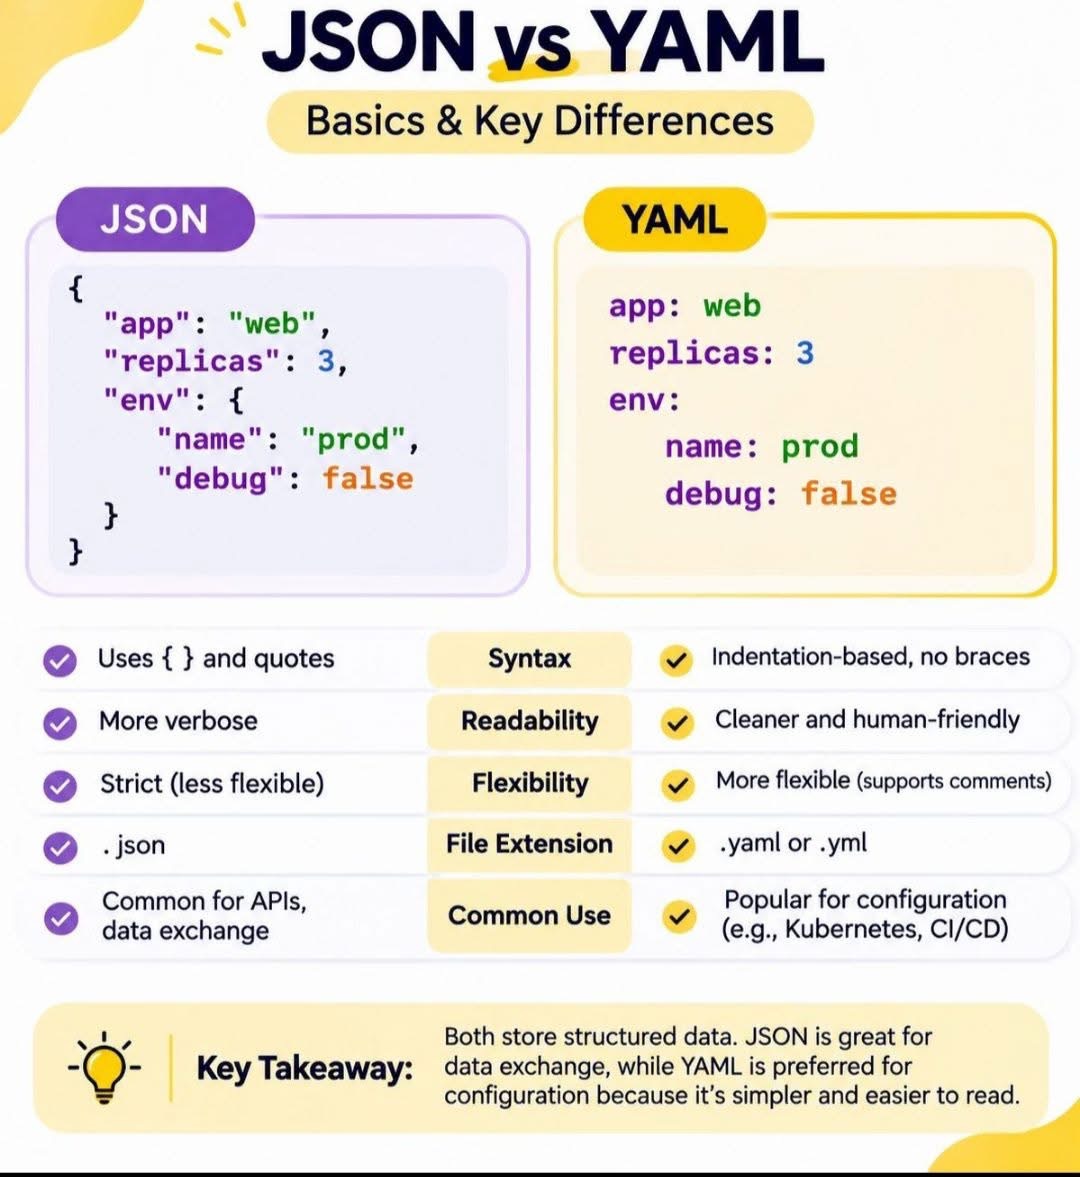 JSON vs YAML
Basics & Key Differences
JSON
{
"app": "web",
"replicas": 3,
"env": {
"name": "prod",
"debug": false
}
}
YAML
app: web
replicas: 3
env:
name: prod
debug: false
Uses { } and quotes
Syntax
Indentation-based, no braces
More verbose
Readability
Cleaner and human-friendly
Strict (less flexible)
Flexibility
More flexible (supports comments)
. json
File Extension
.yaml or .yml
Common for APIs,
data exchange
Common Use
Popular for configuration
(e.g., Kubernetes, CI/CD)
Key Takeaway:
Both store structured data. JSON is great for
data exchange, while YAML is preferred for
configuration because it's simpler and easier to read.